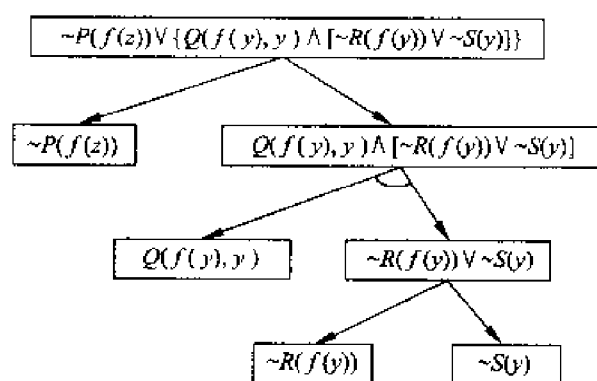 ~P(f(z))∨{Q(f(y),y)∧[~R(f(y))∨~S(y)]}
~P(f(z))
Q(f(y),y)∧[~R(f(y))∨~S(y)]
Q(f(y),y)
~R(f(y))∨~S(y)
~R(f(y))
~S(y)